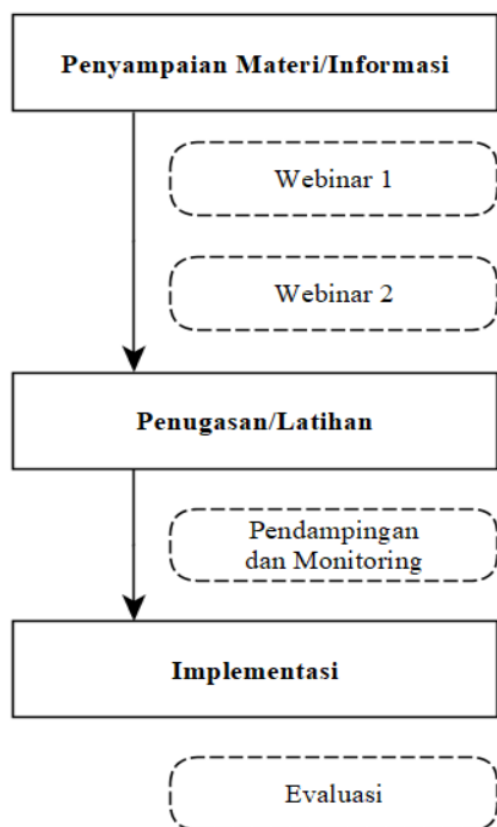 Penyampaian Materi/Informasi
Webinar 1
Webinar 2
Penugasan/Latihan
Pendampingan
dan Monitoring
Implementasi
Evaluasi